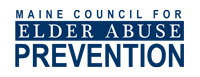 MAINE COUNCIL FOR
ELDER ABUSE
PREVENTION